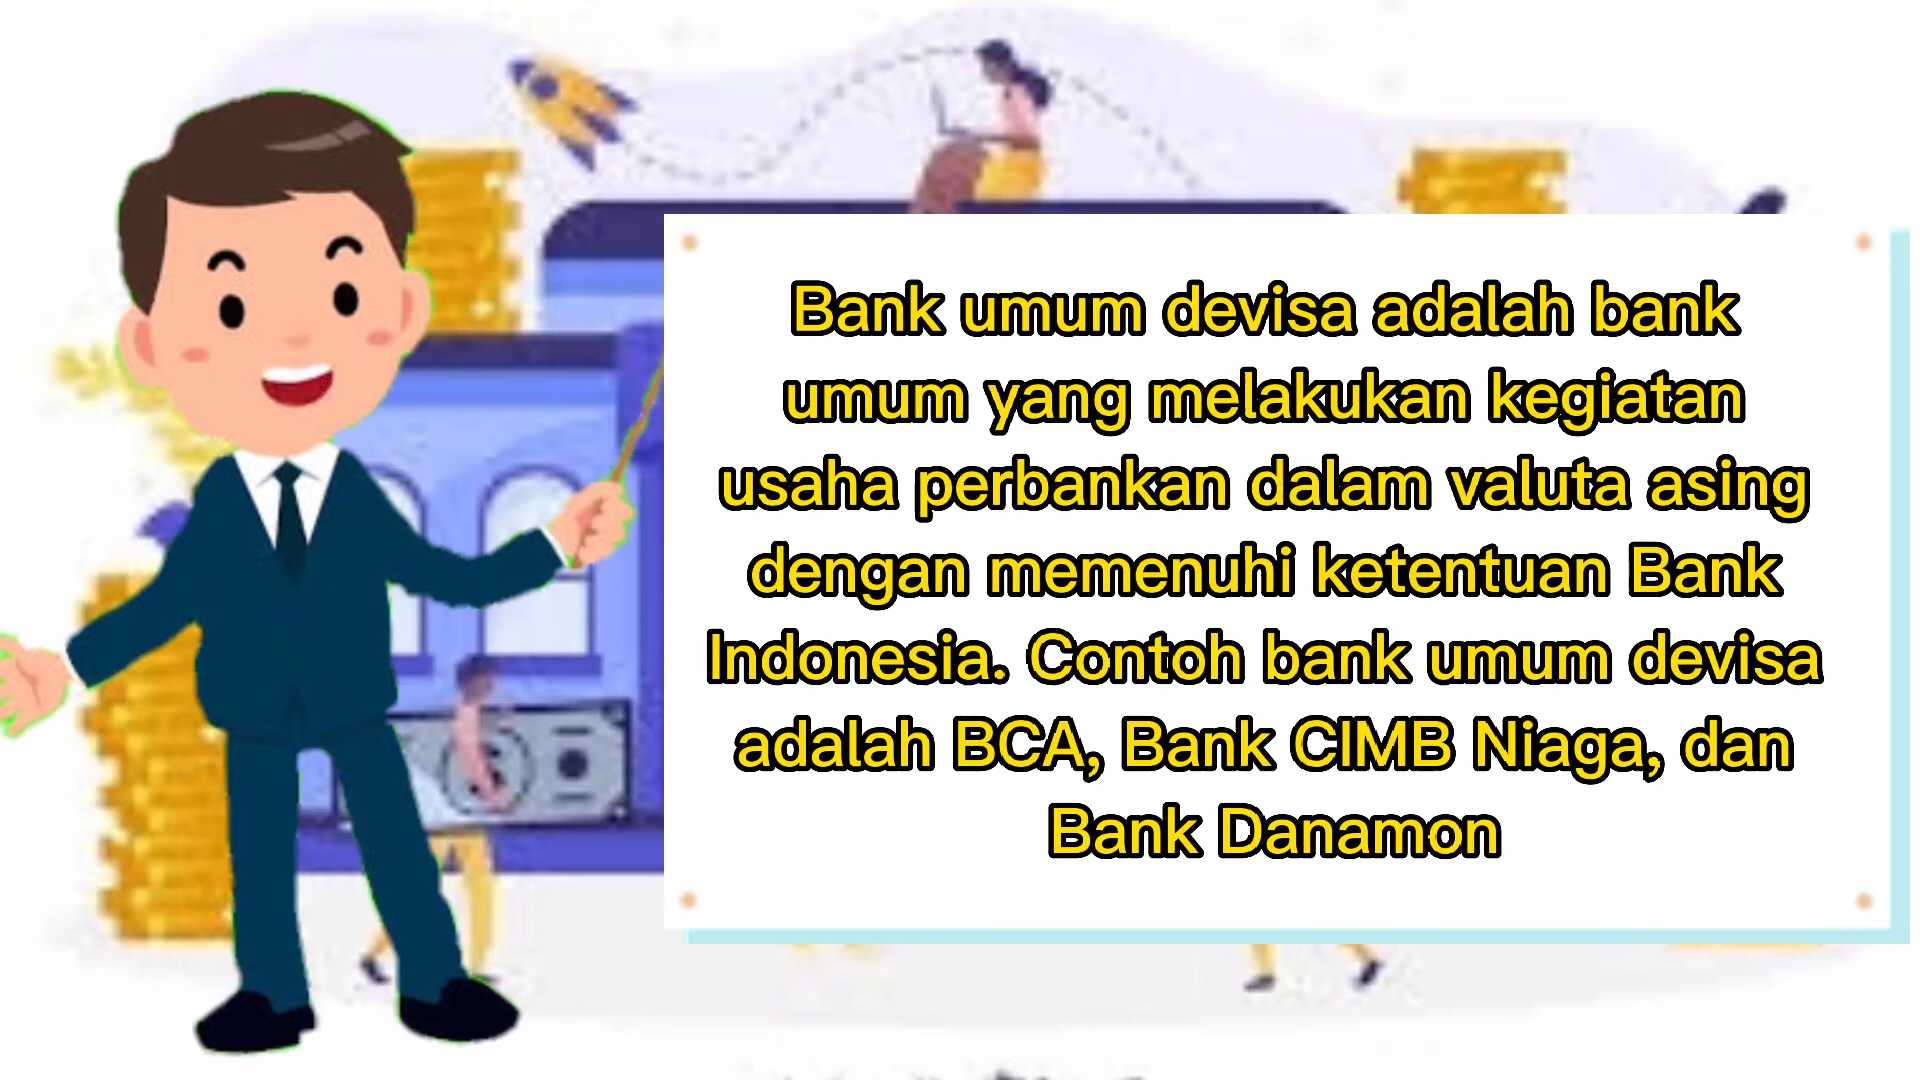 Bank umum devisa adalah bank
umum yang melakukan kegiatan
usaha perbankan dalam valuta asing
dengan memenuhi ketentuan Bank
Indonesia. Contoh bank umum devisa
adalah BCA, Bank CIMB Niaga, dan
Bank Danamon